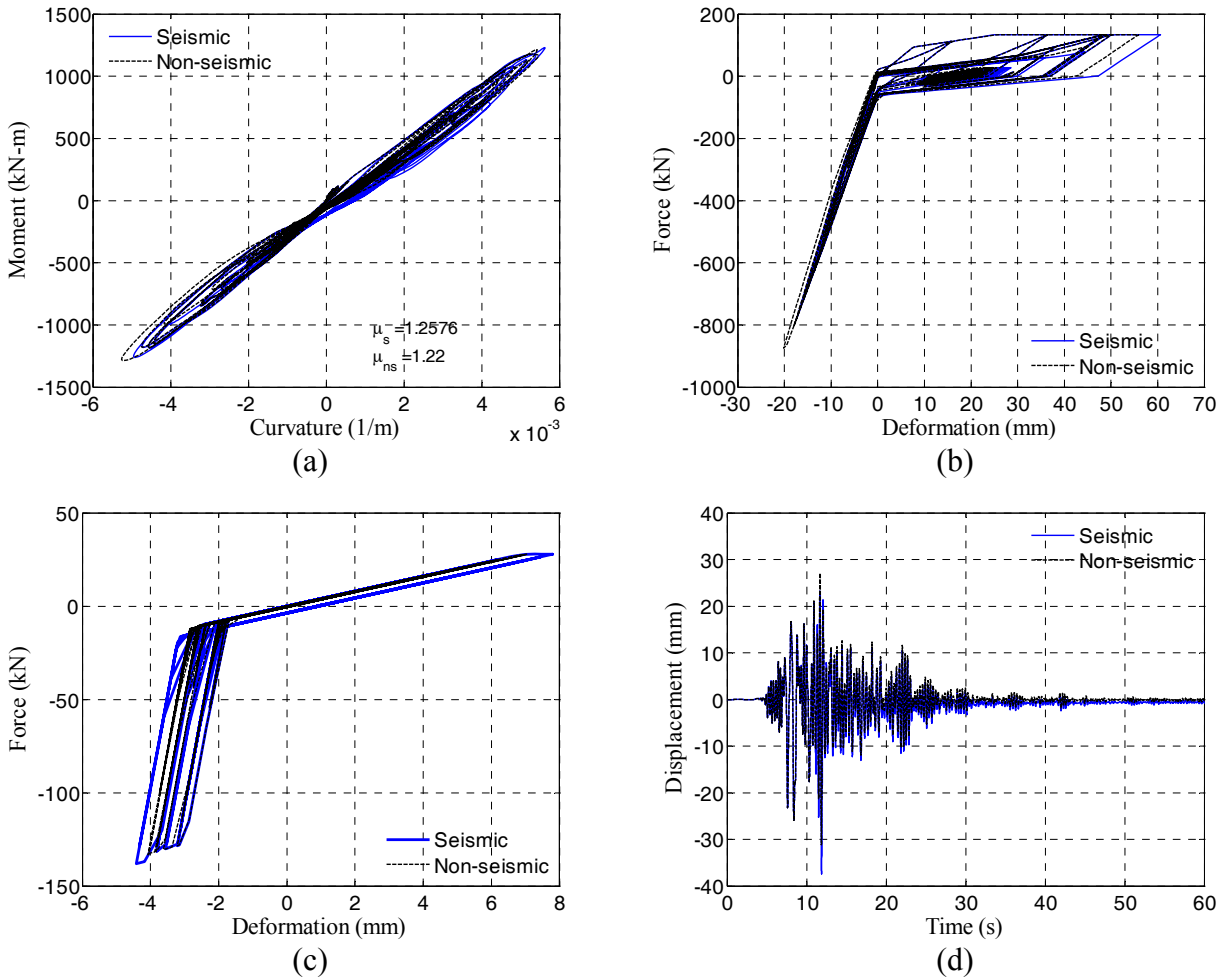 1500
1000
500
0
-500
-1000
-1500
Moment (kN-m)
Seismic
Non-seismic
μs=1.2576
μns=1.22
-6 -4 -2 0 2 4 6
Curvature (1/m)
x 10-3
(a)
200
0
-200
-400
-600
-800
-1000
Force (kN)
Seismic
Non-seismic
-30 -20 -10 0 10 20 30 40 50 60 70
Deformation (mm)
(b)
50
0
-50
-100
-150
Force (kN)
Seismic
Non-seismic
-6 -4 -2 0 2 4 6 8
Deformation (mm)
(c)
40
30
20
10
0
-10
-20
-30
-40
Displacement (mm)
Seismic
Non-seismic
0 10 20 30 40 50 60
Time (s)
(d)